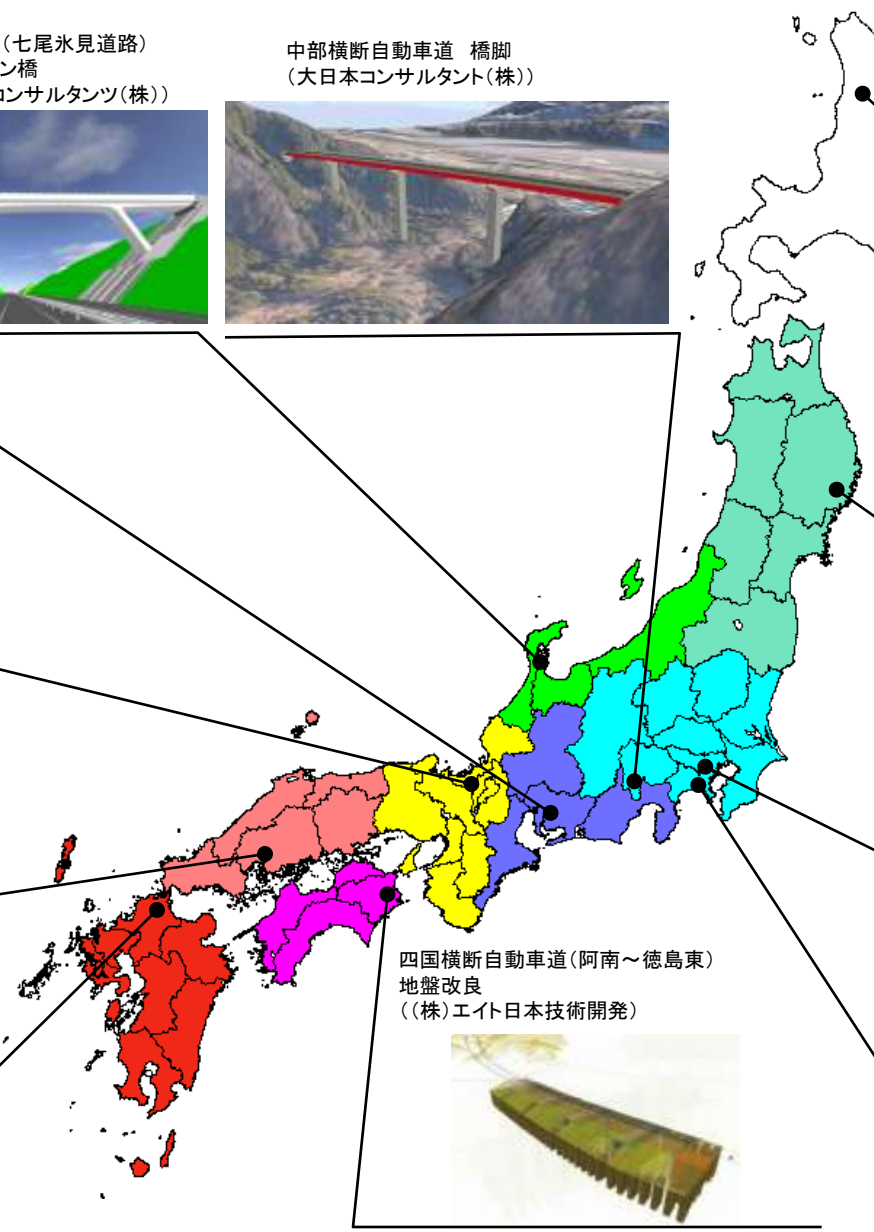 （七尾氷見道路）
ン橋
コンサルタンツ（株））
中部横断自動車道 橋脚
（大日本コンサルタント（株））
四国横断自動車道（阿南～徳島東）
地盤改良
（（株）エイト日本技術開発）